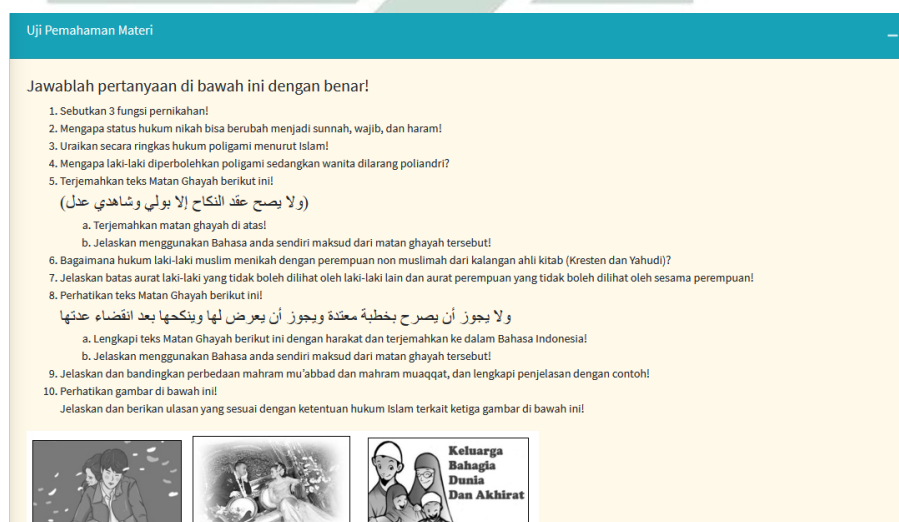 Uji Pemahaman Materi
Jawablah pertanyaan di bawah ini dengan benar!
1. Sebutkan 3 fungsi pernikahan!
2. Mengapa status hukum nikah bisa berubah menjadi sunnah, wajib, dan haram!
3. Uraikan secara ringkas hukum poligami menurut Islam!
4. Mengapa laki-laki diperbolehkan poligami sedangkan wanita dilarang poliandri?
5. Terjemahkan teks Matan Ghayah berikut ini!
(ولا يصح عقد النكاح إلا بولي وشاهدي عدل)
a. Terjemahkan matan ghayah di atas!
b. Jelaskan menggunakan Bahasa anda sendiri maksud dari matan ghayah tersebut!
6. Bagaimana hukum laki-laki muslim menikah dengan perempuan non muslimah dari kalangan ahli kitab (Kresten dan Yahudi)?
7. Jelaskan batas aurat laki-laki yang tidak boleh dilihat oleh laki-laki lain dan aurat perempuan yang tidak boleh dilihat oleh sesama perempuan!
8. Perhatikan teks Matan Ghayah berikut ini!
ولا يجوز أن يصرح بخطبة معتدة ويجوز أن يعرض لها وينكحها بعد انقضاء عدتها
a. Lengkapi teks Matan Ghayah berikut ini dengan harakat dan terjemahkan ke dalam Bahasa Indonesia!
b. Jelaskan menggunakan Bahasa anda sendiri maksud dari matan ghayah tersebut!
9. Jelaskan dan bandingkan perbedaan mahram mu'abbad dan mahram muaqqat, dan lengkapi penjelasan dengan contoh!
10. Perhatikan gambar di bawah ini!
Jelaskan dan berikan ulasan yang sesuai dengan ketentuan hukum Islam terkait ketiga gambar di bawah ini!
Keluarga
Bahagia
Dunia
Dan Akhirat